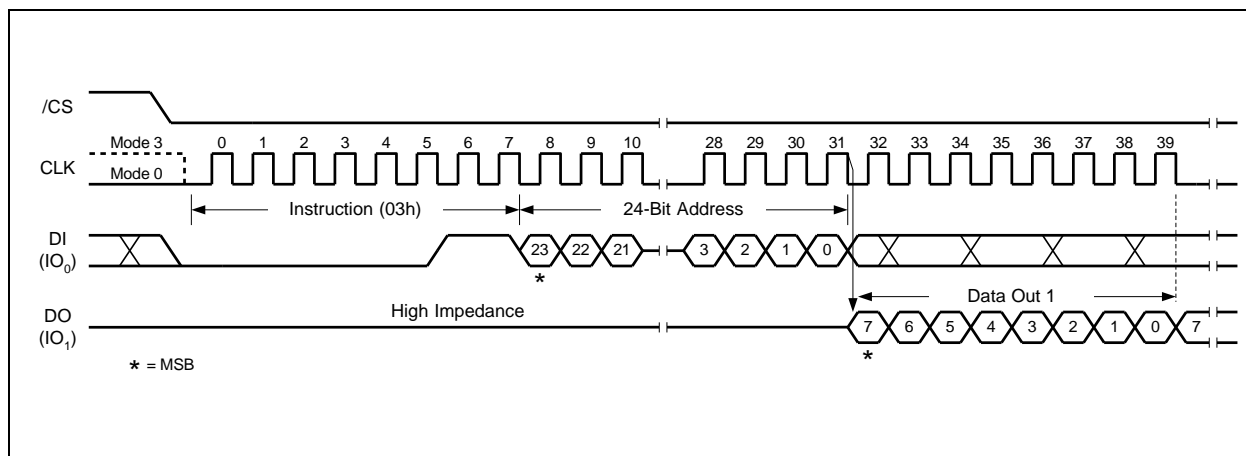 /CS
Mode 3 0 1 2 3 4 5 6 7 8 9 10 28 29 30 31 32 33 34 35 36 37 38 39
CLK
Mode 0
Instruction (03h) 24-Bit Address
DI
(IO0)
23 22 21 3 2 1 0
*
High Impedance Data Out 1
DO
(IO1)
7 6 5 4 3 2 1 0 7
*
* = MSB